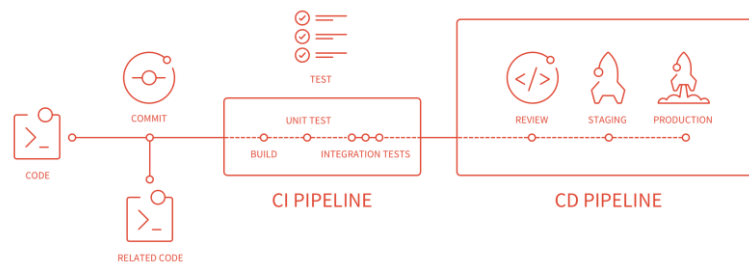 TEST
COMMIT
UNIT TEST
REVIEW
STAGING
PRODUCTION
BUILD
INTEGRATION TESTS
CODE
CI PIPELINE
CD PIPELINE
RELATED CODE